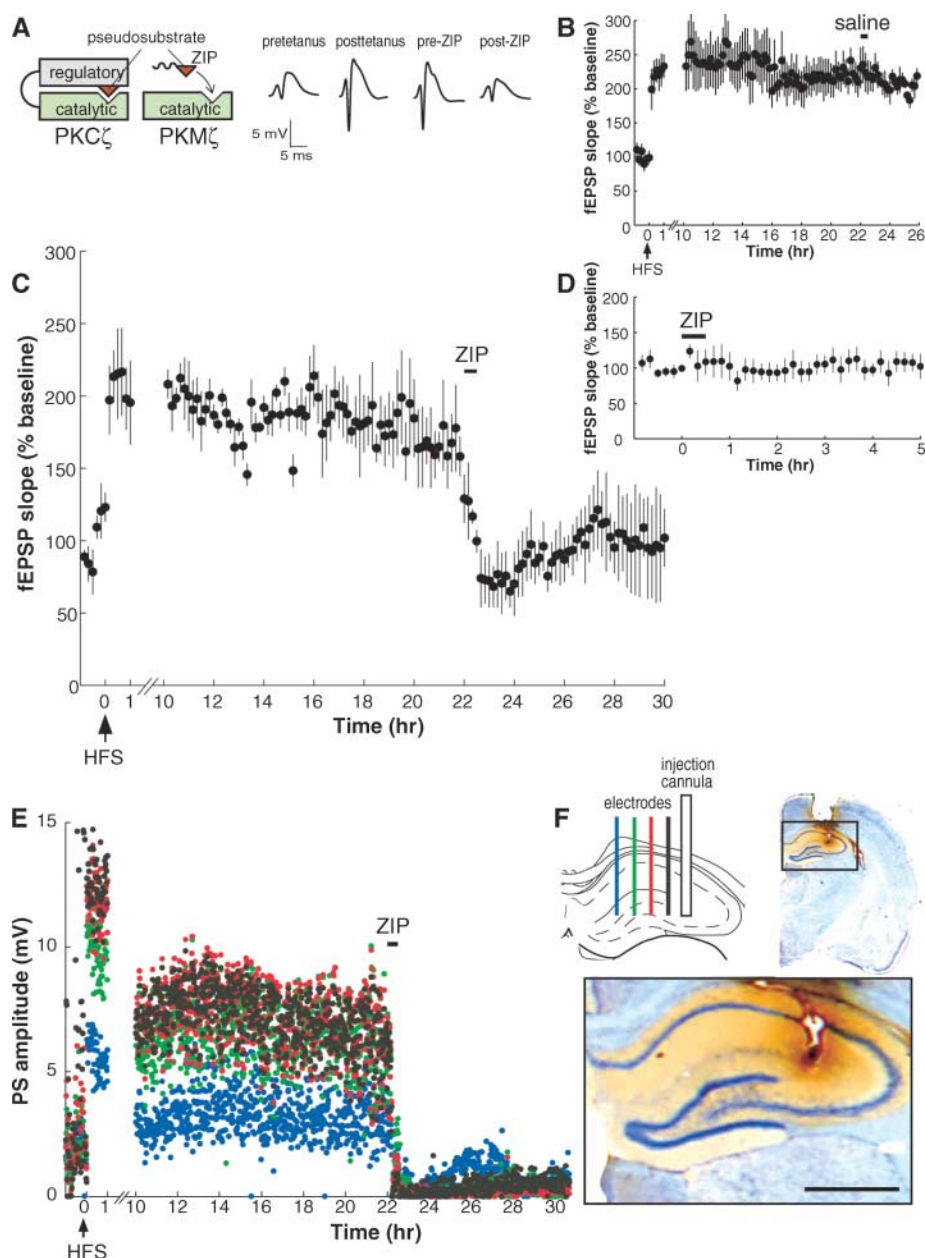 A
pseudosubstrate
ZIP
regulatory
catalytic
catalytic
PKCζ
PKMζ
pretetanus
posttetanus
pre-ZIP
post-ZIP
5 mV
5 ms
B
saline
fEPSP slope (% baseline)
300
250
200
150
100
50
0
0 1 10 12 14 16 18 20 22 24 26
Time (hr)
HFS
C
ZIP
fEPSP slope (% baseline)
300
250
200
150
100
50
0
0 1 10 12 14 16 18 20 22 24 26 28 30
Time (hr)
HFS
D
ZIP
fEPSP slope (% baseline)
200
150
100
50
0
0 1 2 3 4 5
Time (hr)
E
ZIP
PS amplitude (mV)
15
10
5
0
0 1 10 12 14 16 18 20 22 24 26 28 30
Time (hr)
HFS
F
injection
cannula
electrodes